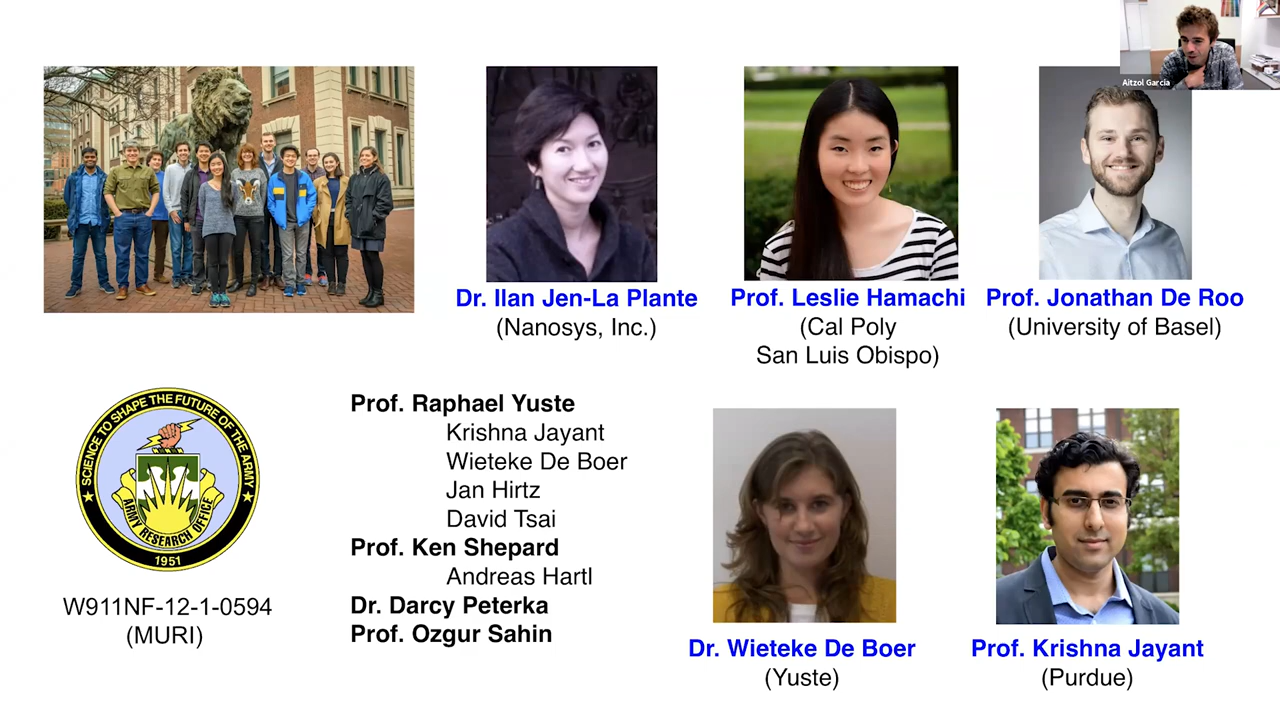 Aitzol García
Dr. Ilan Jen-La Plante
(Nanosys, Inc.)
Prof. Leslie Hamachi
(Cal Poly
San Luis Obispo)
Prof. Jonathan De Roo
(University of Basel)
SCIENCE TO SHAPE THE FUTURE OF THE ARMY
ARMY RESEARCH OFFICE
1951
W911NF-12-1-0594
(MURI)
Prof. Raphael Yuste
Krishna Jayant
Wieteke De Boer
Jan Hirtz
David Tsai
Prof. Ken Shepard
Andreas Hartl
Dr. Darcy Peterka
Prof. Ozgur Sahin
Dr. Wieteke De Boer
(Yuste)
Prof. Krishna Jayant
(Purdue)